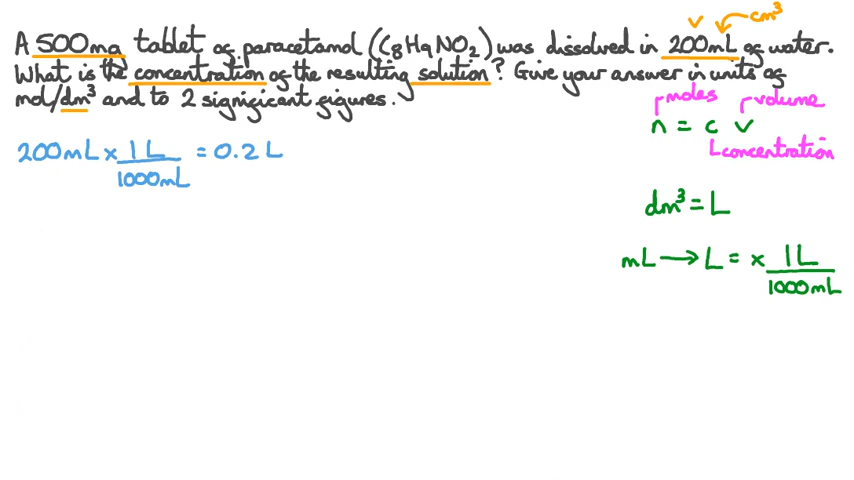 v cm³
A 500mg tablet of paracetamol (C₈H₉NO₂) was dissolved in 200mL of water.
What is the concentration of the resulting solution? Give your answer in units of
mol/dm³ and to 2 significant figures.
moles volume
n = c v
concentration
200mL × 1L/1000mL = 0.2L
dm³ = L
mL → L = × 1L/1000mL